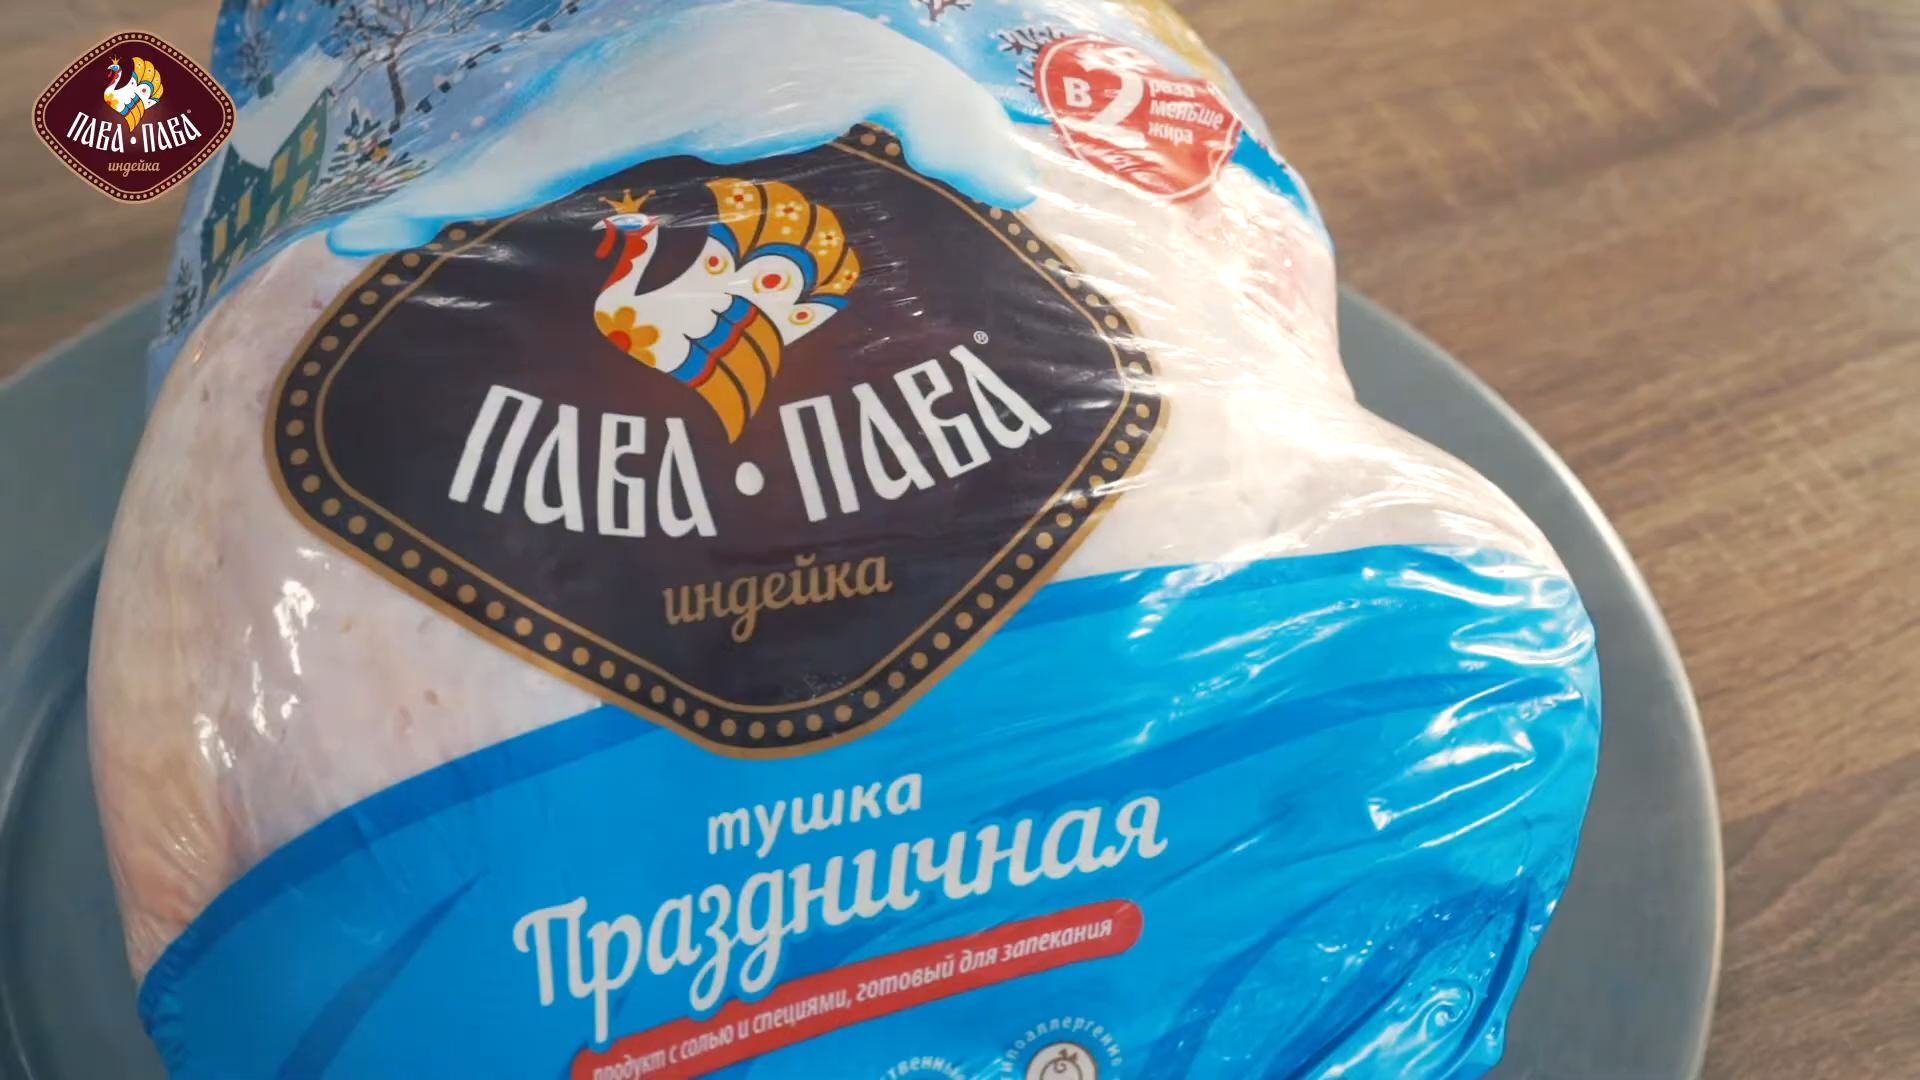 ПАВА • ПАВА
индейка
В 2 раза
меньше
жира
ПАВА • ПАВА®
индейка
тушка
Праздничная
продукт с солью и специями, готовый для запекания